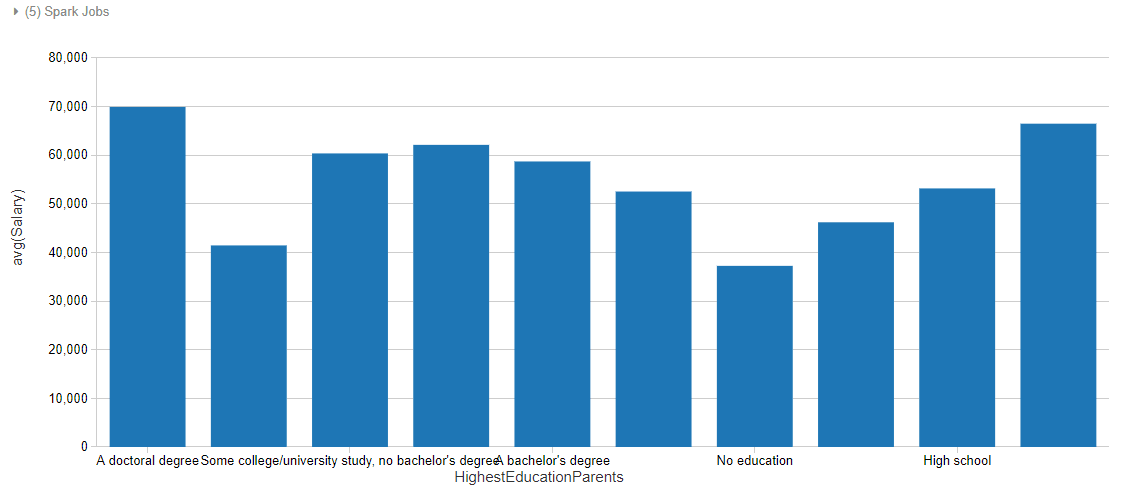 (5) Spark Jobs
80,000
70,000
60,000
50,000
40,000
30,000
20,000
10,000
0
avg(Salary)
A doctoral degree
Some college/university study, no bachelor's degree
A bachelor's degree
No education
High school
HighestEducationParents